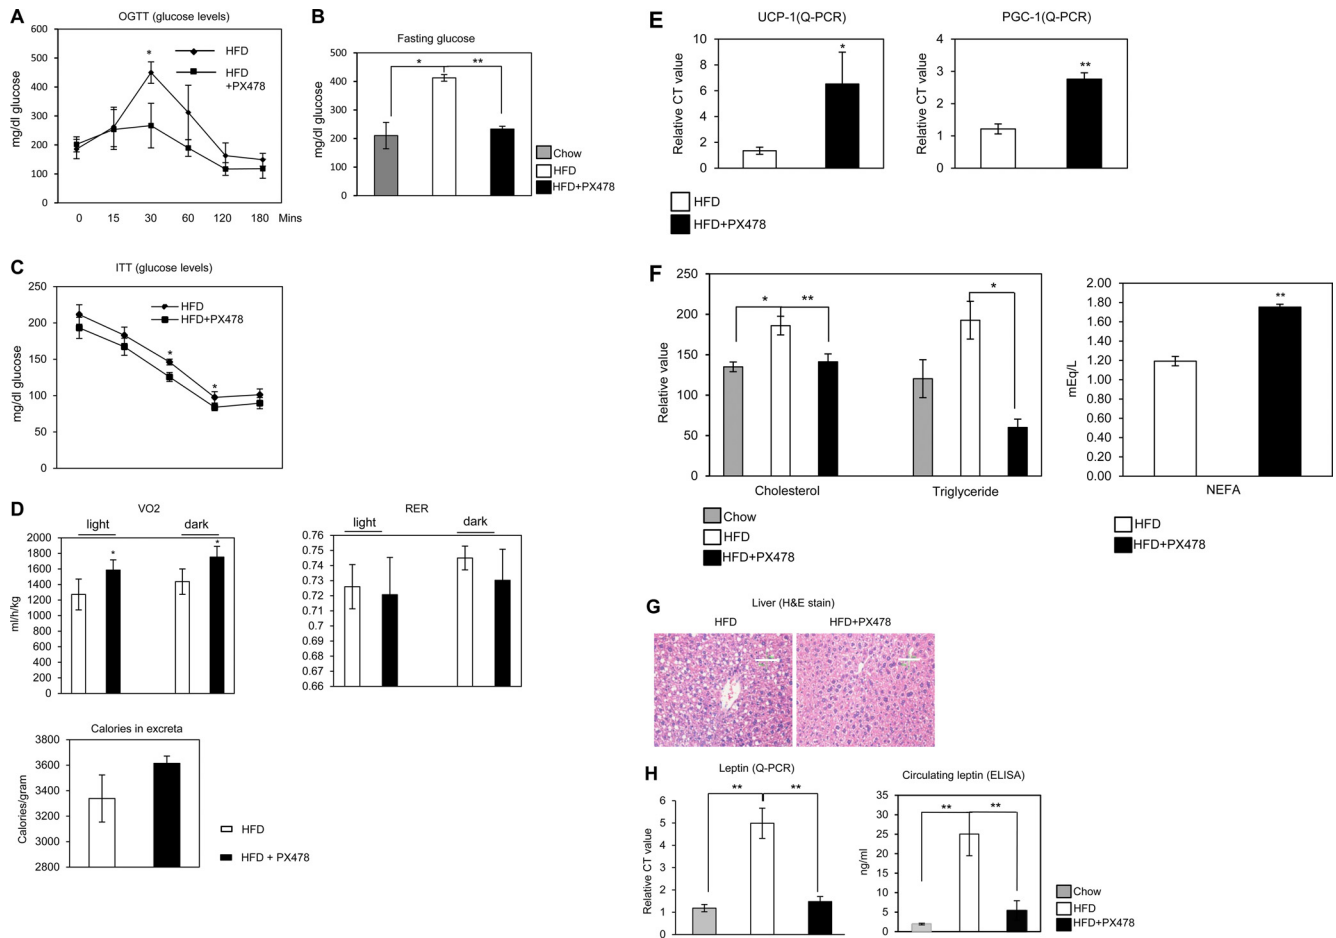 A
OGTT (glucose levels)
mg/dl glucose
600
500
400
300
200
100
0
*
HFD
HFD
+PX478
0 15 30 60 120 180 Mins
B
Fasting glucose
mg/dl glucose
500
400
300
200
100
0
* **
Chow
HFD
HFD+PX478
C
ITT (glucose levels)
mg/dl glucose
250
200
150
100
50
0
HFD
HFD+PX478
*
*
D
VO2
light dark
ml/h/kg
2000
1800
1600
1400
1200
1000
800
600
400
200
0
* *
RER
light dark
0.76
0.75
0.74
0.73
0.72
0.71
0.7
0.69
0.68
0.67
0.66
Calories in excreta
Calories/gram
3800
3600
3400
3200
3000
2800
HFD
HFD + PX478
E
UCP-1(Q-PCR)
Relative CT value
10
8
6
4
2
0
*
PGC-1(Q-PCR)
Relative CT value
4
3
2
1
0
**
HFD
HFD+PX478
F
Relative value
250
200
150
100
50
0
* ** *
Cholesterol Triglyceride
Chow
HFD
HFD+PX478
mEq/L
2.00
1.80
1.60
1.40
1.20
1.00
0.80
0.60
0.40
0.20
0.00
**
NEFA
HFD
HFD+PX478
G
Liver (H&E stain)
HFD HFD+PX478
H
Leptin (Q-PCR)
Relative CT value
6
5
4
3
2
1
0
** **
Circulating leptin (ELISA)
ng/ml
35
30
25
20
15
10
5
0
** **
Chow
HFD
HFD+PX478